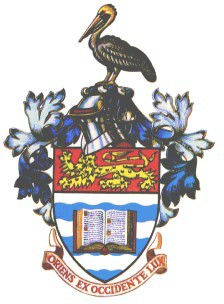 ORIENS EX OCCIDENTE LUX